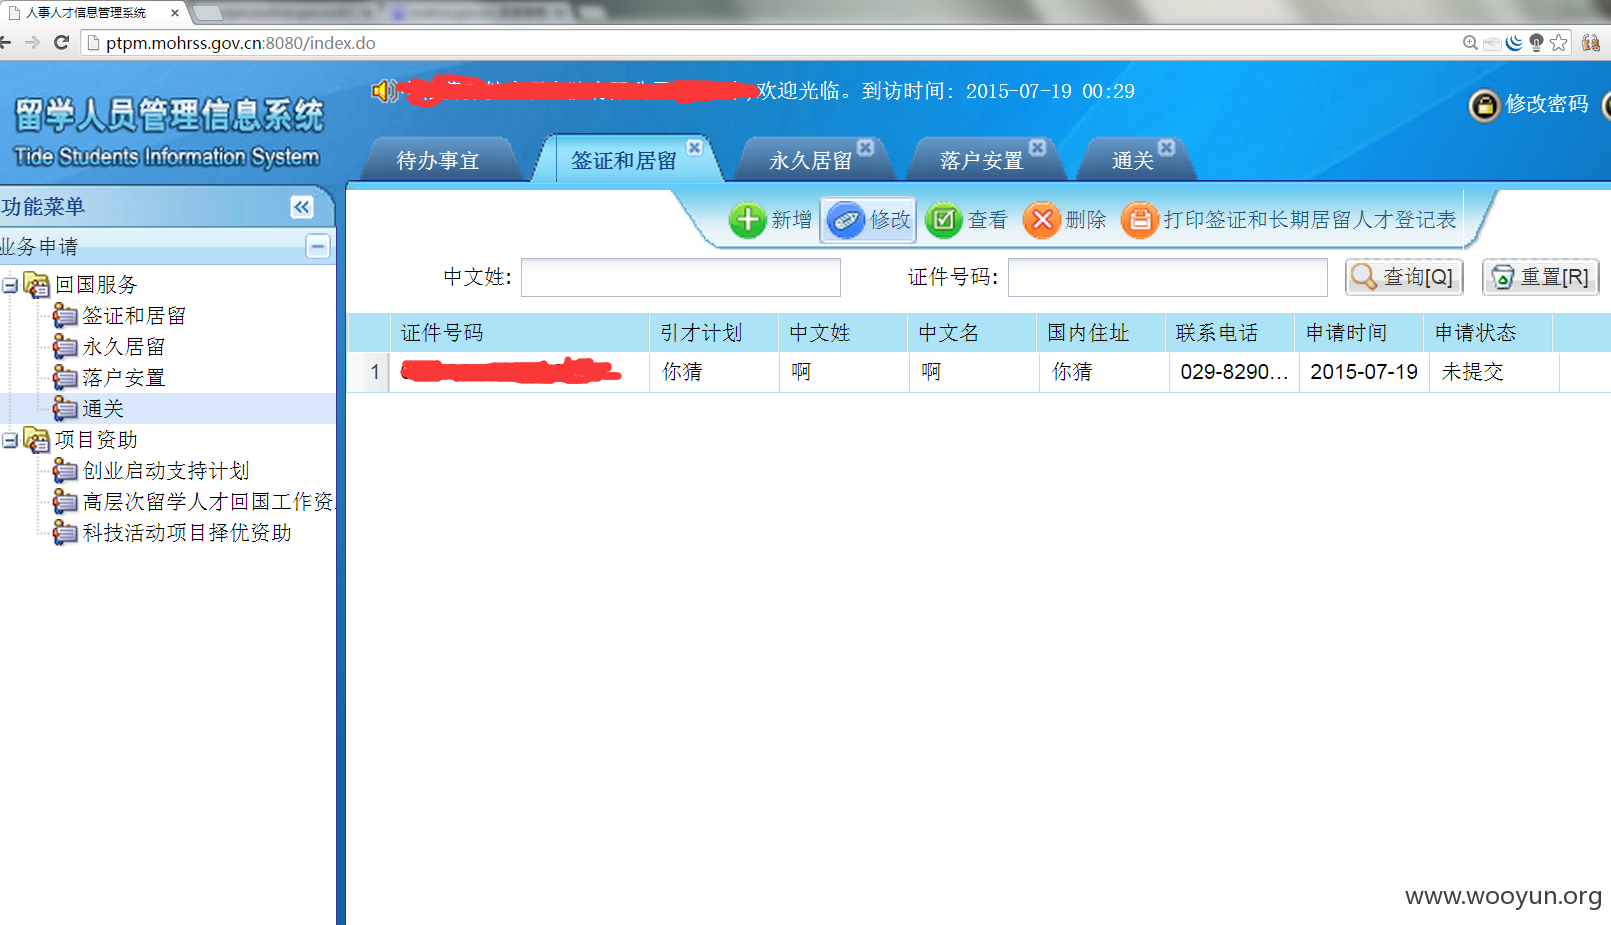 人事人才信息管理系统
ptpm.mohrss.gov.cn:8080/index.do
欢迎光临。到访时间：2015-07-19 00:29
留学人员管理信息系统
Tide Students Information System
修改密码
待办事宜 签证和居留 永久居留 落户安置 通关
功能菜单
新增 修改 查看 删除 打印签证和长期居留人才登记表
业务申请
中文姓: 证件号码: 查询[Q] 重置[R]
回国服务
签证和居留
永久居留
落户安置
通关
项目资助
创业启动支持计划
高层次留学人才回国工作资
科技活动项目择优资助
证件号码 引才计划 中文姓 中文名 国内住址 联系电话 申请时间 申请状态
1 你猜 啊 啊 你猜 029-8290... 2015-07-19 未提交
www.wooyun.org